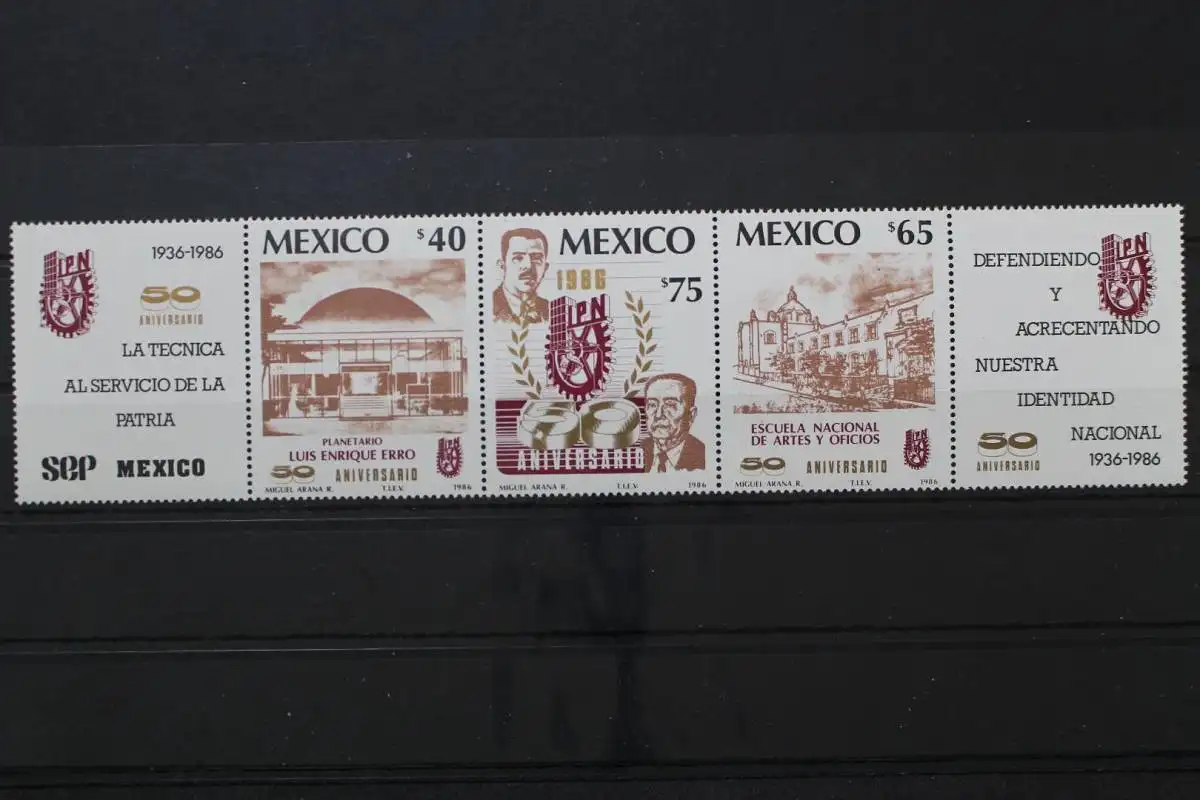 IPN
1936-1986
50
ANIVERSARIO
LA TECNICA
AL SERVICIO DE LA
PATRIA
SEP MEXICO
MEXICO $40
PLANETARIO
LUIS ENRIQUE ERRO
IPN
50 ANIVERSARIO
MIGUEL ARANA R. T.I.E.V. 1986
MEXICO
1986
$75
IPN
50
ANIVERSARIO
MIGUEL ARANA R. T.I.E.V. 1986
MEXICO $65
ESCUELA NACIONAL
DE ARTES Y OFICIOS
IPN
50 ANIVERSARIO
MIGUEL ARANA R. T.I.E.V. 1986
IPN
DEFENDIENDO
Y
ACRECENTANDO
NUESTRA
IDENTIDAD
NACIONAL
50
ANIVERSARIO
1936-1986